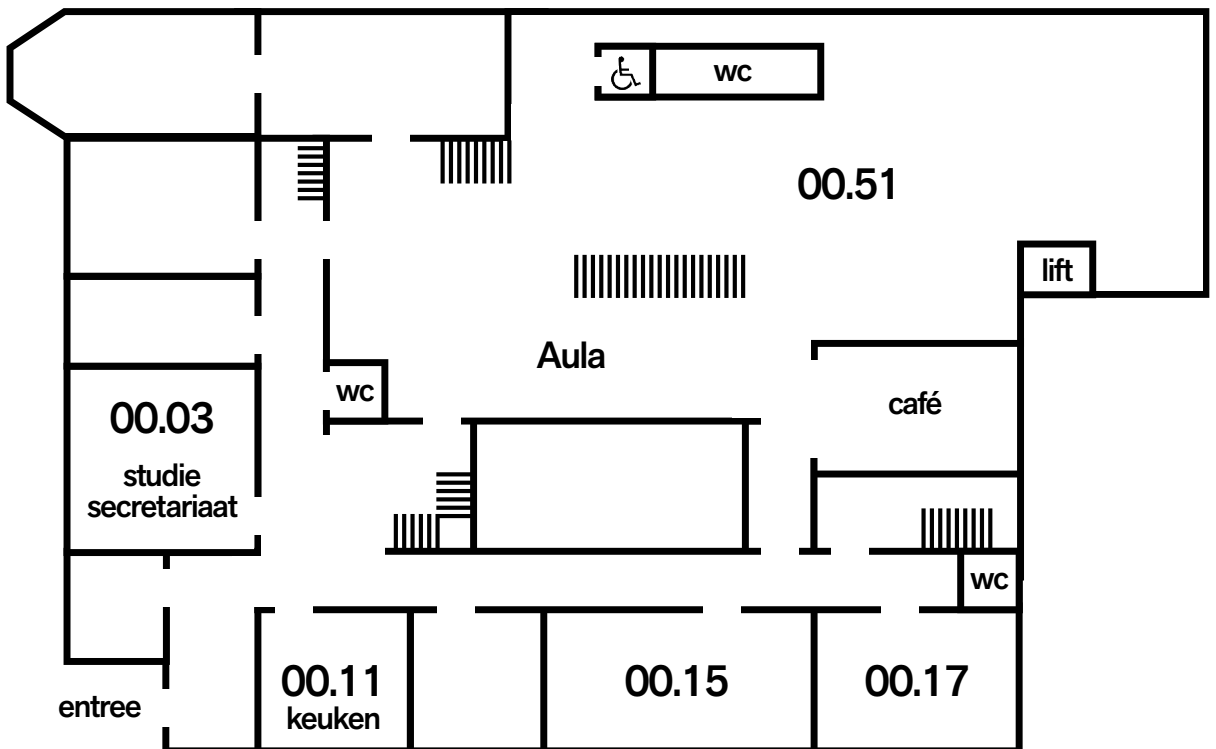 wc
00.51
lift
Aula
wc
café
00.03
studie
secretariaat
wc
00.11
keuken
00.15
00.17
entree